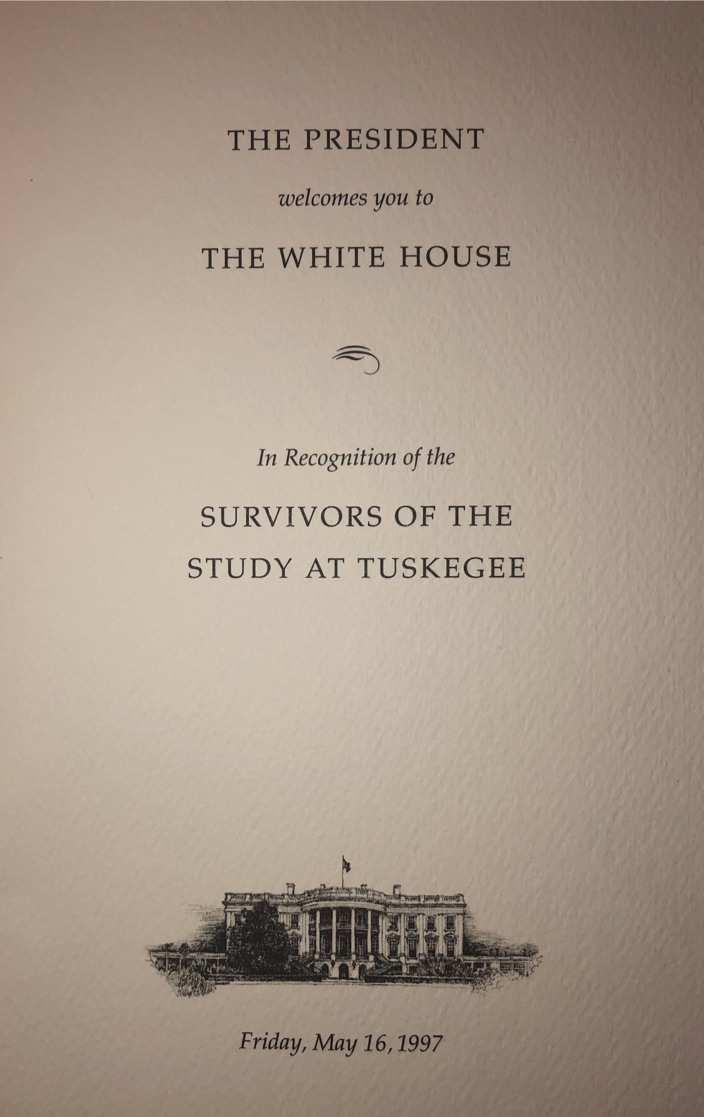 THE PRESIDENT
welcomes you to
THE WHITE HOUSE
In Recognition of the
SURVIVORS OF THE
STUDY AT TUSKEGEE
Friday, May 16, 1997